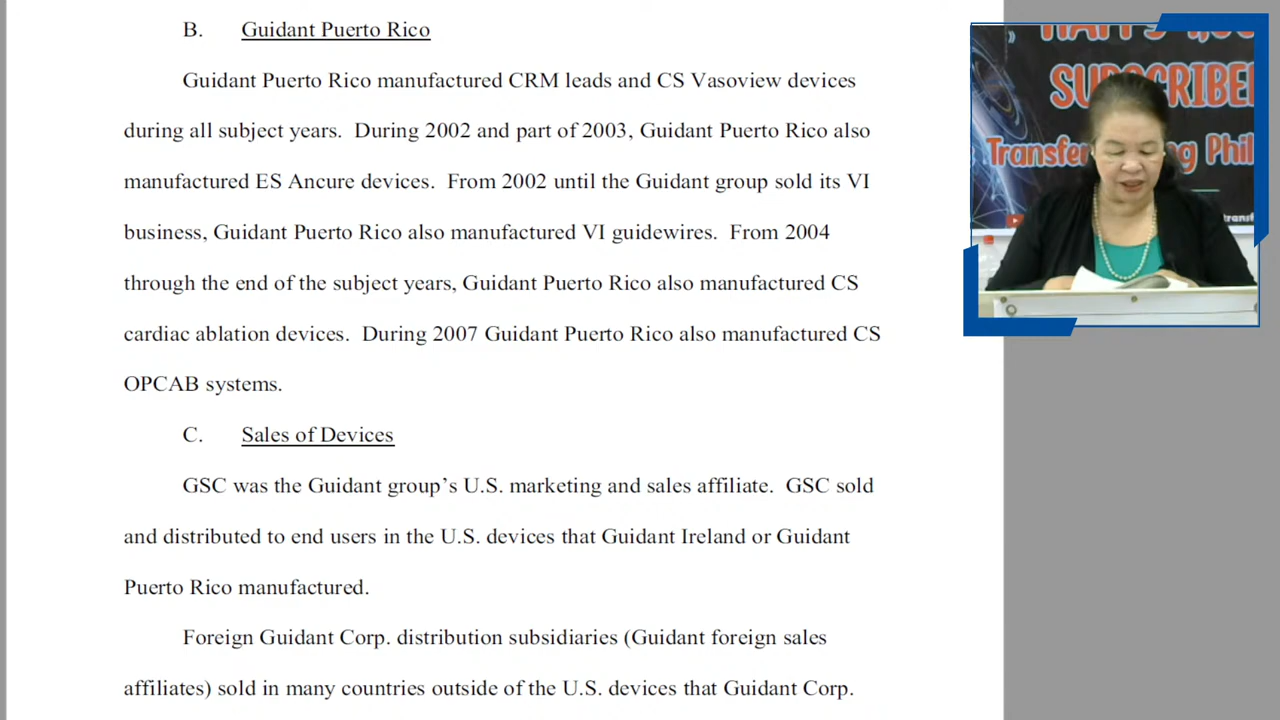 B. Guidant Puerto Rico
Guidant Puerto Rico manufactured CRM leads and CS Vasoview devices
during all subject years. During 2002 and part of 2003, Guidant Puerto Rico also
manufactured ES Ancure devices. From 2002 until the Guidant group sold its VI
business, Guidant Puerto Rico also manufactured VI guidewires. From 2004
through the end of the subject years, Guidant Puerto Rico also manufactured CS
cardiac ablation devices. During 2007 Guidant Puerto Rico also manufactured CS
OPCAB systems.
C. Sales of Devices
GSC was the Guidant group’s U.S. marketing and sales affiliate. GSC sold
and distributed to end users in the U.S. devices that Guidant Ireland or Guidant
Puerto Rico manufactured.
Foreign Guidant Corp. distribution subsidiaries (Guidant foreign sales
affiliates) sold in many countries outside of the U.S. devices that Guidant Corp.